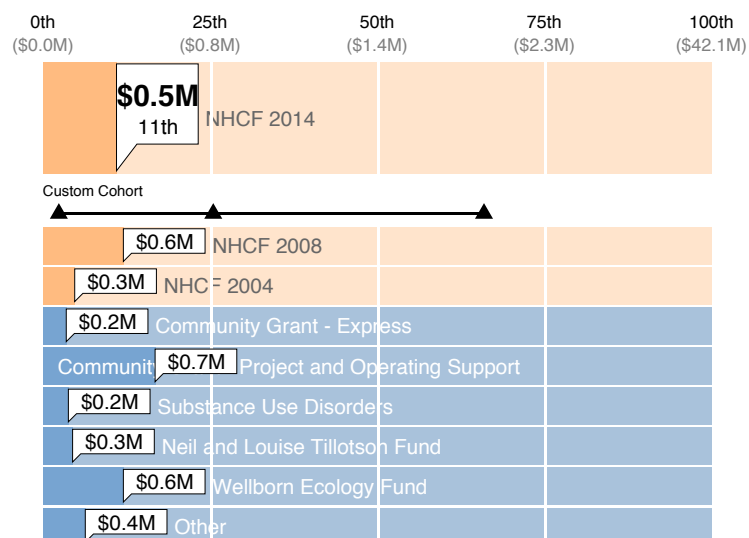 0th 25th 50th 75th 100th
($0.0M) ($0.8M) ($1.4M) ($2.3M) ($42.1M)
$0.5M
11th
NHCF 2014
Custom Cohort
$0.6M NHCF 2008
$0.3M NHCF 2004
$0.2M Community Grant - Express
Community $0.7M Project and Operating Support
$0.2M Substance Use Disorders
$0.3M Neil and Louise Tillotson Fund
$0.6M Wellborn Ecology Fund
$0.4M Other